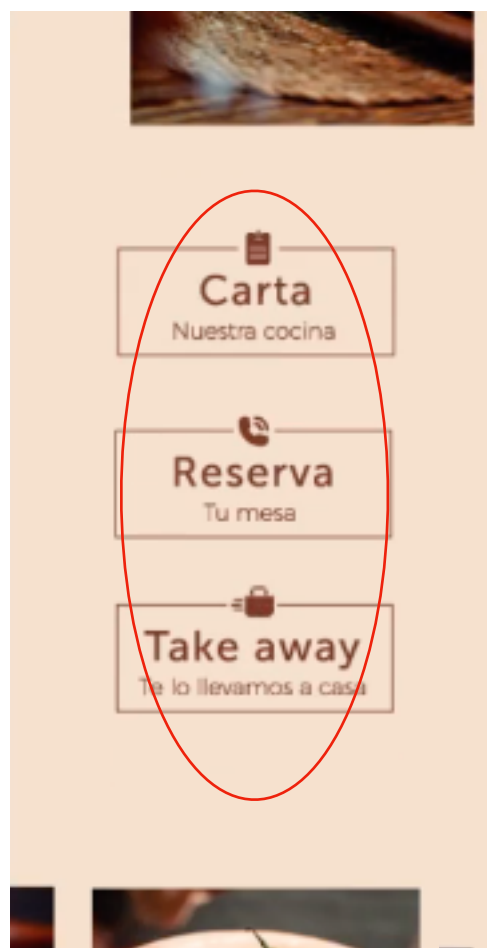 Carta
Nuestra cocina
Reserva
Tu mesa
Take away
Te lo llevamos a casa